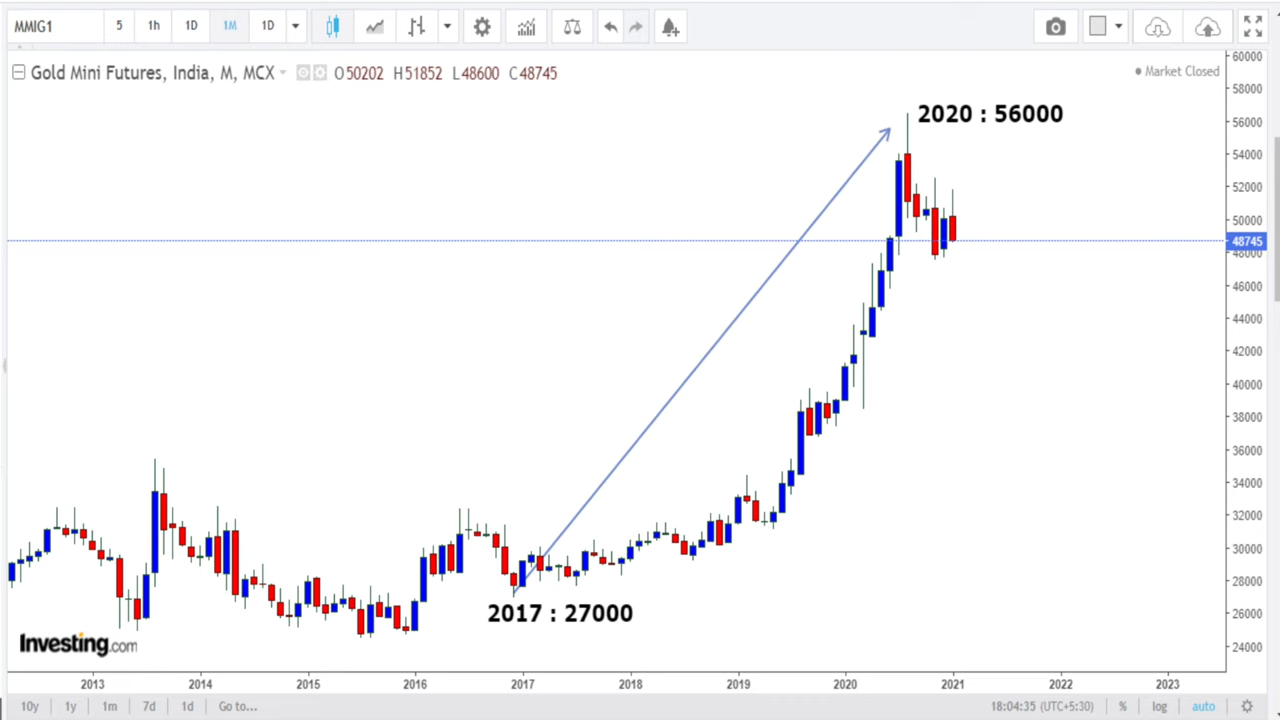 MMIG1 5 1h 1D 1M 1D
Gold Mini Futures, India, M, MCX O50202 H51852 L48600 C48745
Market Closed
60000
58000
2020 : 56000
56000
54000
52000
50000
48745
48000
46000
44000
42000
40000
38000
36000
34000
32000
30000
28000
2017 : 27000
26000
Investing.com
24000
2013 2014 2015 2016 2017 2018 2019 2020 2021 2022 2023
10y 1y 1m 7d 1d Go to... 18:04:35 (UTC+5:30) % log auto